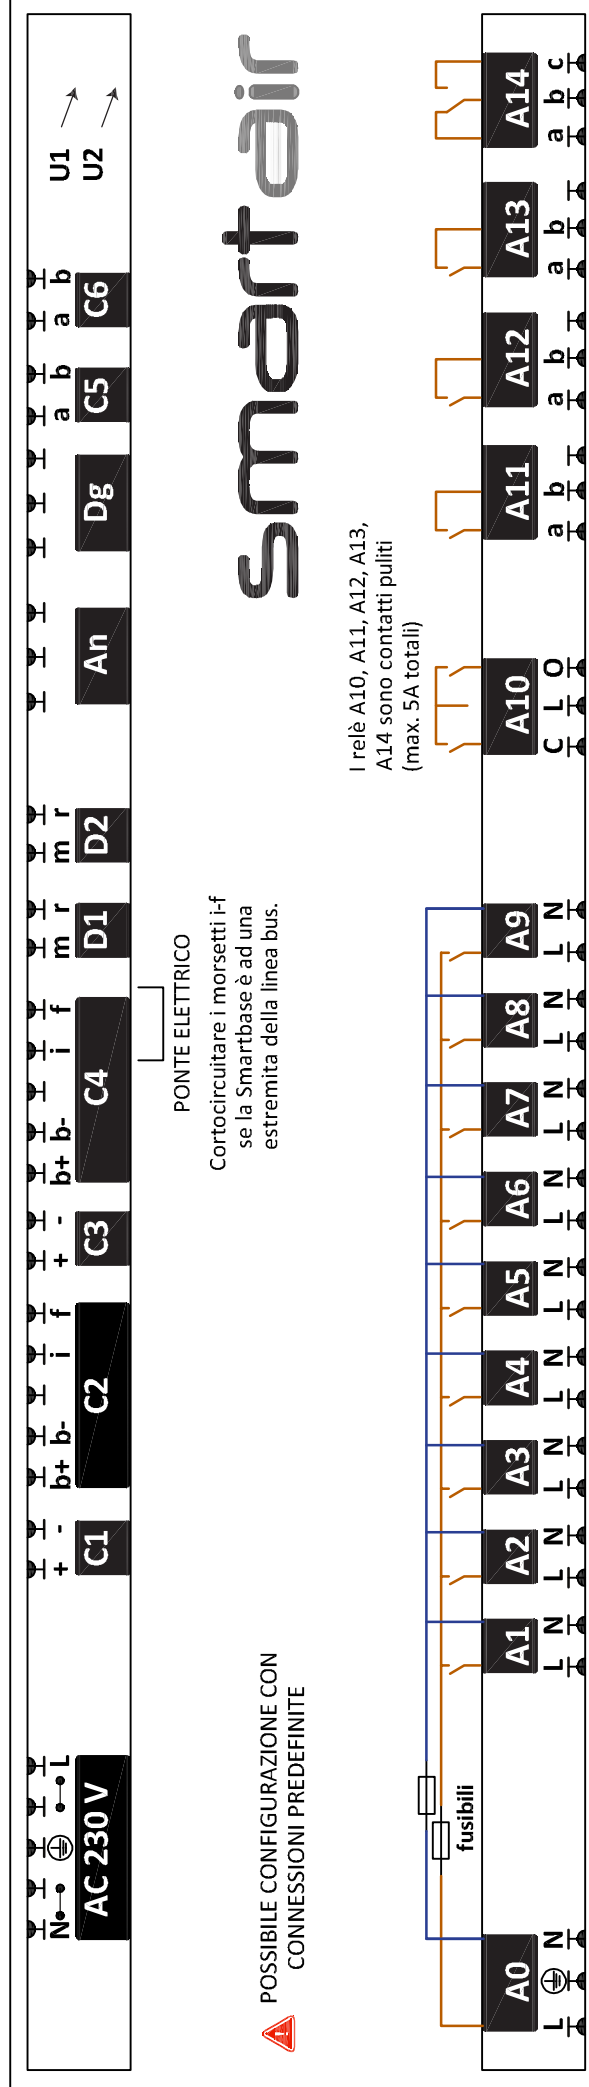 N L
AC 230 V
+ -
C1
b+ b- i f
C2
+ -
C3
b+ b- i f
C4
m r
D1
m r
D2
An
Dg
a b
C5
a b
C6
U1
U2
PONTE ELETTRICO
Cortocircuitare i morsetti i-f
se la Smartbase è ad una
estremita della linea bus.
smartair
POSSIBILE CONFIGURAZIONE CON
CONNESSIONI PREDEFINITE
I relè A10, A11, A12, A13,
A14 sono contatti puliti
(max. 5A totali)
fusibili
A0
L N
A1
L N
A2
L N
A3
L N
A4
L N
A5
L N
A6
L N
A7
L N
A8
L N
A9
L N
A10
C L O
A11
a b
A12
a b
A13
a b
A14
a b c